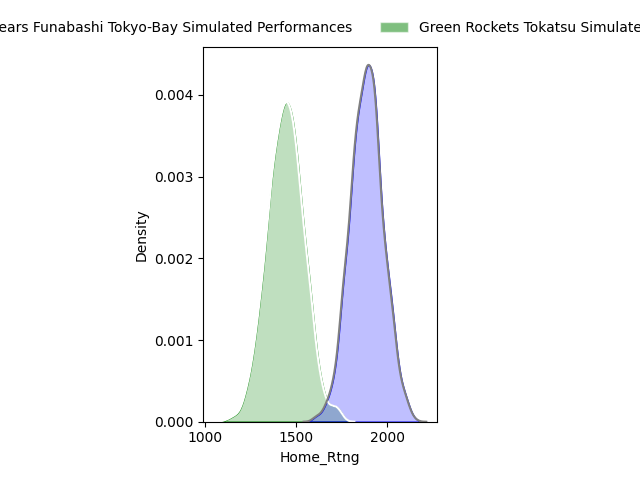 ears Funabashi Tokyo-Bay Simulated Performances
Green Rockets Tokatsu Simulate
0.004
0.003
0.002
0.001
0.000
Density
1000 1500 2000
Home_Rtng